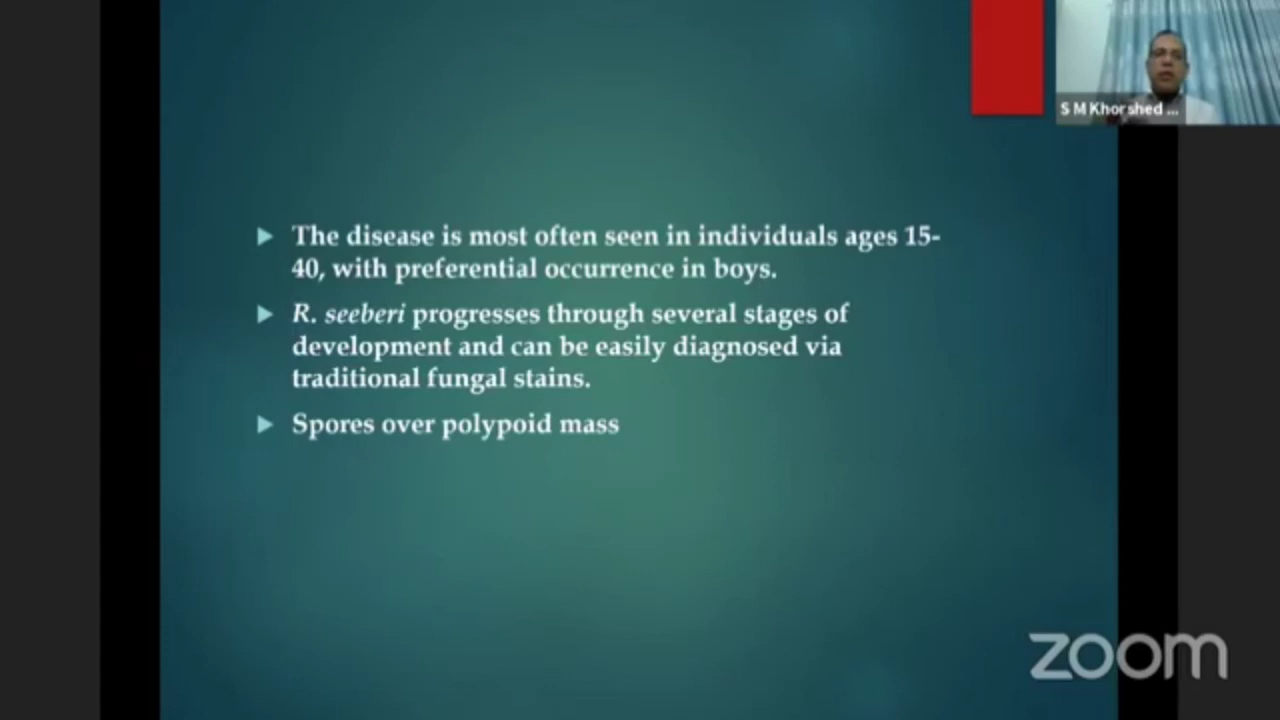 S M Khorshed ...
The disease is most often seen in individuals ages 15-
40, with preferential occurrence in boys.
R. seeberi progresses through several stages of
development and can be easily diagnosed via
traditional fungal stains.
Spores over polypoid mass
zoom